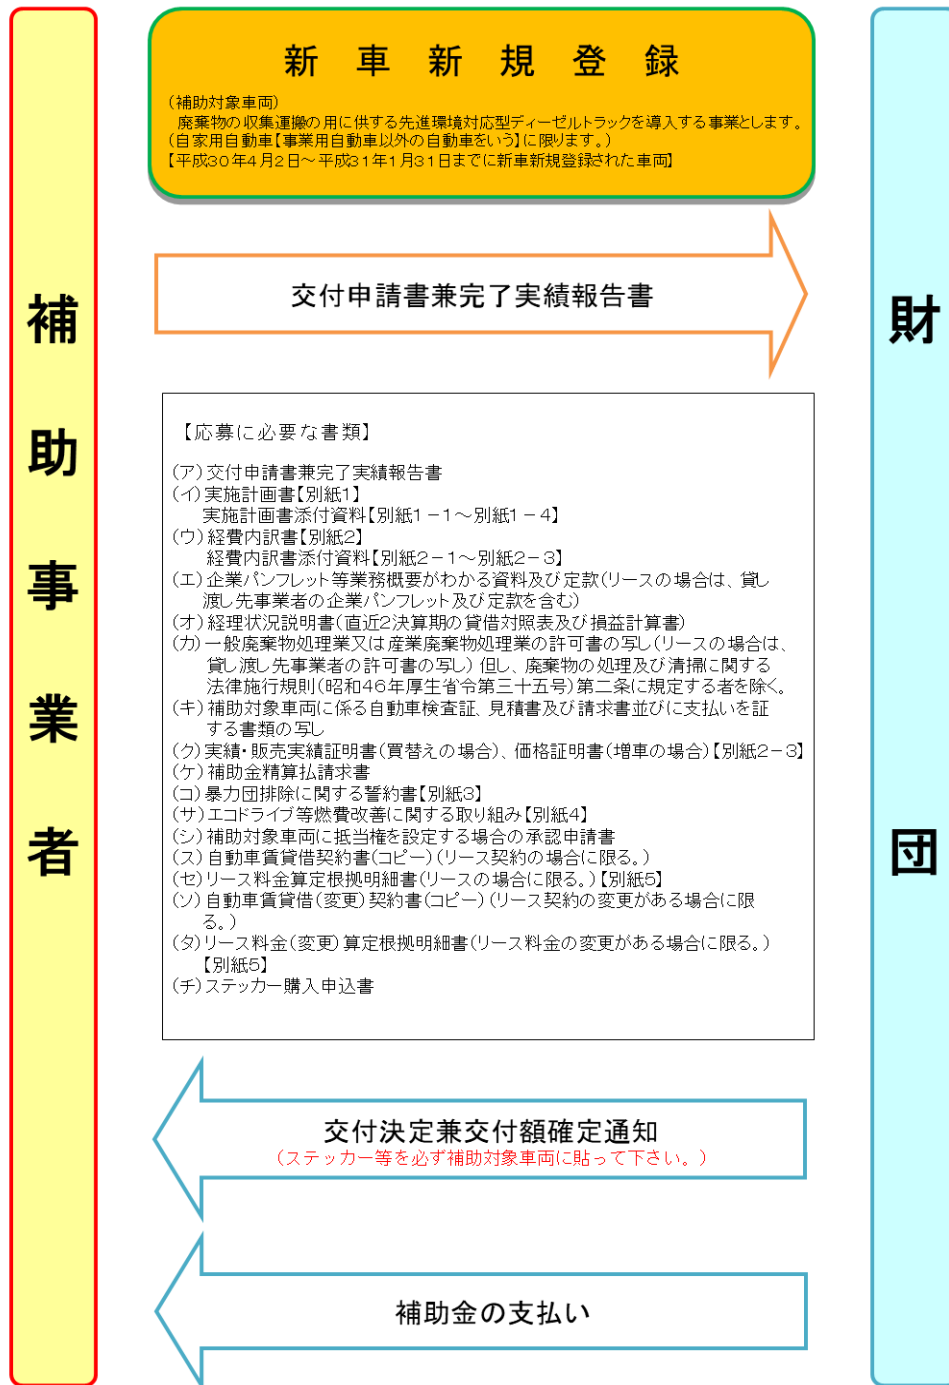 補助事業者
新車新規登録
(補助対象車両)
廃棄物の収集運搬の用に供する先進環境対応型ディーゼルトラックを導入する事業とします。
(自家用自動車【事業用自動車以外の自動車をいう】に限ります。)
【平成30年4月2日～平成31年1月31日までに新車新規登録された車両】
交付申請書兼完了実績報告書
【応募に必要な書類】
(ア)交付申請書兼完了実績報告書
(イ)実施計画書【別紙1】
実施計画書添付資料【別紙1－1～別紙1－4】
(ウ)経費内訳書【別紙2】
経費内訳書添付資料【別紙2－1～別紙2－3】
(エ)企業パンフレット等業務概要がわかる資料及び定款(リースの場合は、貸し
渡し先事業者の企業パンフレット及び定款を含む)
(オ)経理状況説明書(直近2決算期の貸借対照表及び損益計算書)
(カ)一般廃棄物処理業又は産業廃棄物処理業の許可書の写し(リースの場合は、
貸し渡し先事業者の許可書の写し)但し、廃棄物の処理及び清掃に関する
法律施行規則(昭和46年厚生省令第三十五号)第二条に規定する者を除く。
(キ)補助対象車両に係る自動車検査証、見積書及び請求書並びに支払いを証
する書類の写し
(ク)実績・販売実績証明書(買替えの場合)、価格証明書(増車の場合)【別紙2－3】
(ケ)補助金精算払請求書
(コ)暴力団排除に関する誓約書【別紙3】
(サ)エコドライブ等燃費改善に関する取り組み【別紙4】
(シ)補助対象車両に抵当権を設定する場合の承認申請書
(ス)自動車賃貸借契約書(コピー)(リース契約の場合に限る。)
(セ)リース料金算定根拠明細書(リースの場合に限る。)【別紙5】
(ソ)自動車賃貸借(変更)契約書(コピー)(リース契約の変更がある場合に限
る。)
(タ)リース料金(変更)算定根拠明細書(リース料金の変更がある場合に限る。)
【別紙5】
(チ)ステッカー購入申込書
交付決定兼交付額確定通知
(ステッカー等を必ず補助対象車両に貼って下さい。)
補助金の支払い
財団